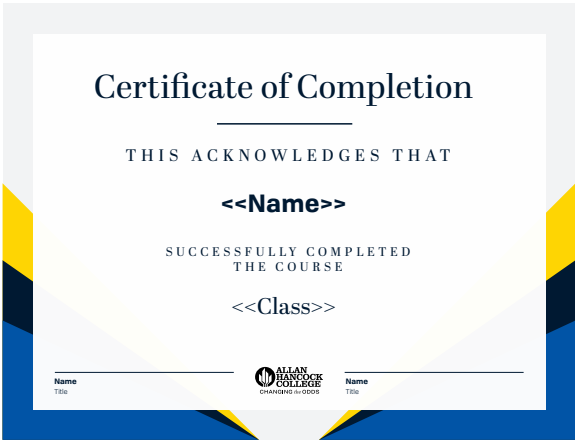 Certificate of Completion
THIS ACKNOWLEDGES THAT
<<Name>>
SUCCESSFULLY COMPLETED
THE COURSE
<<Class>>
Name
Title
ALLAN
HANCOCK
COLLEGE
CHANGING the ODDS
Name
Title